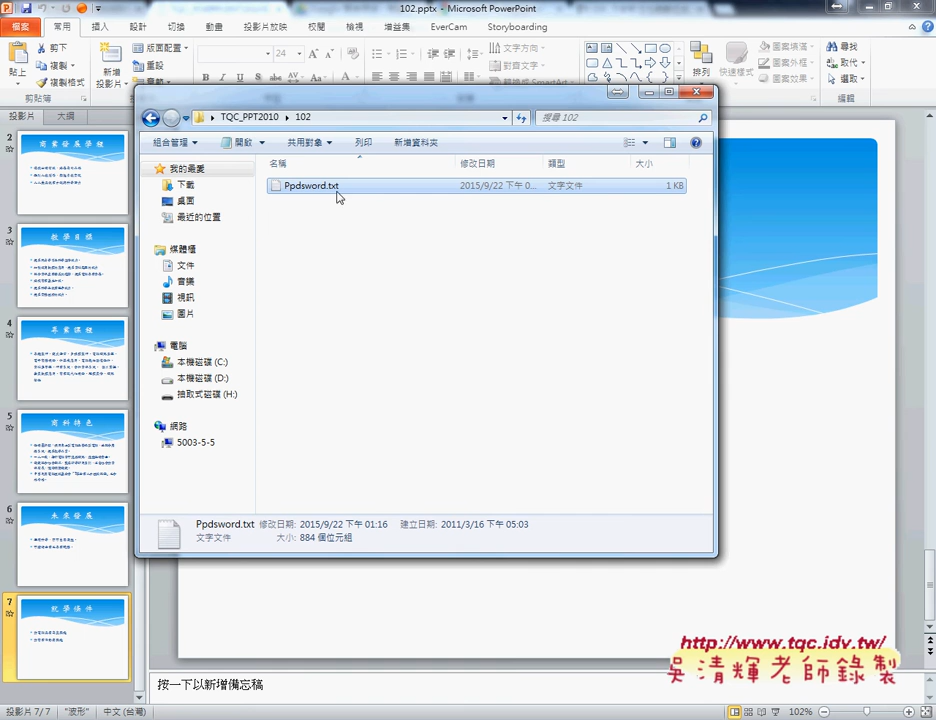 102.pptx - Microsoft PowerPoint
檔案 常用 插入 設計 切換 動畫 投影片放映 校閱 檢視 增益集 EverCam Storyboarding
貼上 剪下 複製 複製格式 剪貼簿
新增投影片 版面配置 重設 章節
24
文字方向 對齊文字 轉換成 SmartArt
排列 快速樣式 圖案填滿 圖案外框 圖案效果
尋找 取代 選取 編輯
投影片 大綱
TQC_PPT2010 102 搜尋 102
組合管理 開啟 共用對象 列印 新增資料夾
名稱 修改日期 類型 大小
Ppdsword.txt 2015/9/22 下午 0... 文字文件 1 KB
我的最愛
下載
桌面
最近的位置
媒體櫃
文件
音樂
視訊
圖片
電腦
本機磁碟 (C:)
本機磁碟 (D:)
抽取式磁碟 (H:)
網路
5003-5-5
Ppdsword.txt 修改日期: 2015/9/22 下午 01:16 建立日期: 2011/3/16 下午 05:03
文字文件 大小: 884 個位元組
2
商業發展學程
3
教學目標
4
專業課程
5
商科特色
6
未來發展
7
就學條件
http://www.tqc.idv.tw/
吳清輝老師錄製
按一下以新增備忘稿
投影片 7/7 "波形" 中文 (台灣) 102%